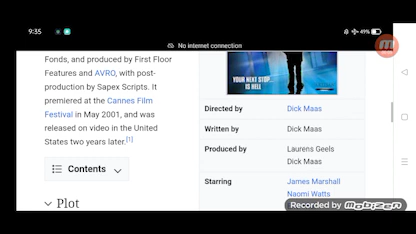 9:35
49%
No internet connection
Fonds, and produced by First Floor
Features and AVRO, with post-
production by Sapex Scripts. It
premiered at the Cannes Film
Festival in May 2001, and was
released on video in the United
States two years later.[1]
Contents
Plot
YOUR NEXT STOP...
IS HELL
Directed by Dick Maas
Written by Dick Maas
Produced by Laurens Geels
Dick Maas
Starring James Marshall
Naomi Watts
Recorded by Mobizen